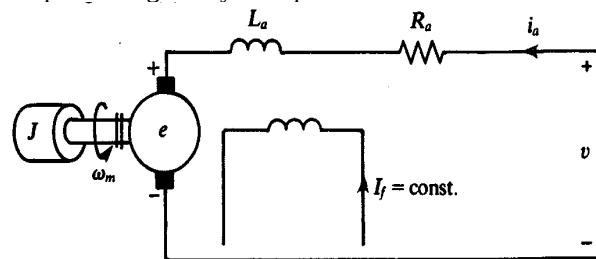 L_a
R_a
i_a
+
+
J
e
ω_m
v
−
I_f = const.
−